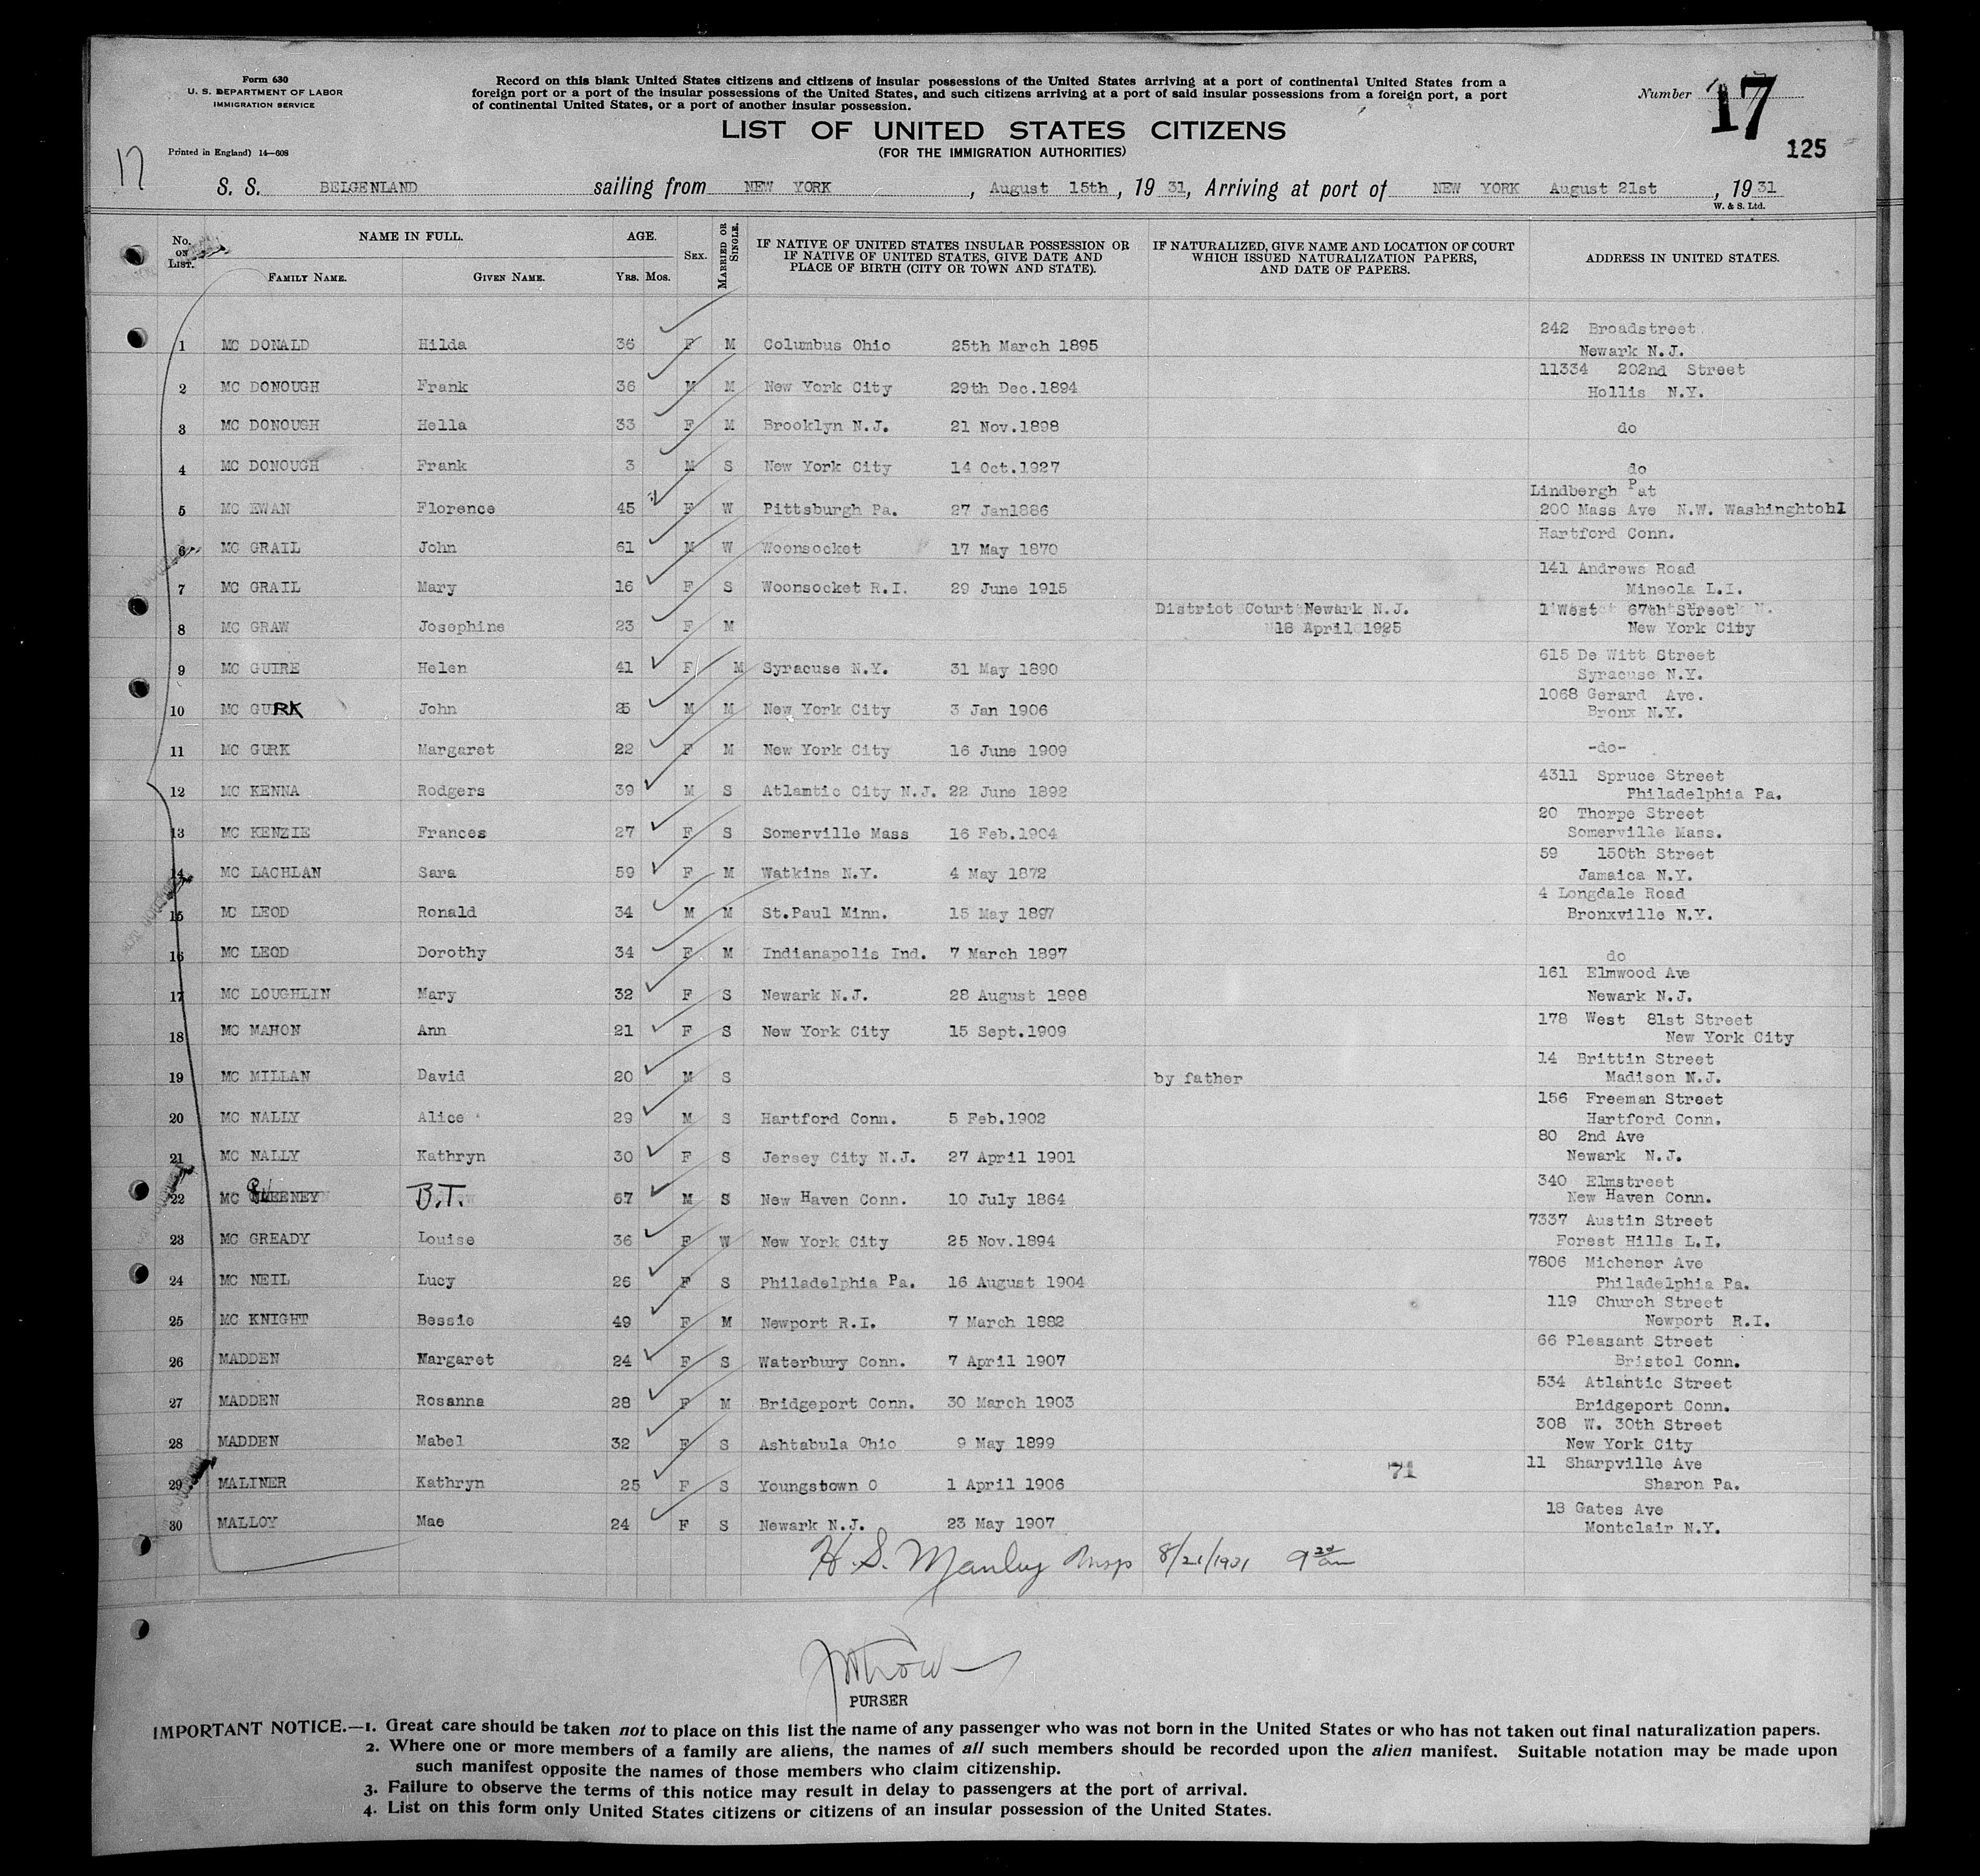 Form 630
U. S. DEPARTMENT OF LABOR
IMMIGRATION SERVICE
Record on this blank United States citizens and citizens of insular possessions of the United States arriving at a port of continental United States from a
foreign port or a port of the insular possessions of the United States, and such citizens arriving at a port of said insular possessions from a foreign port, a port
of continental United States, or a port of another insular possession.
Number 17
125
LIST OF UNITED STATES CITIZENS
(FOR THE IMMIGRATION AUTHORITIES)
Printed in England) 14—608
17
S. S. BELGENLAND sailing from NEW YORK, August 15th, 19 31, Arriving at port of NEW YORK August 21st, 19 31
W. & S. Ltd.
No. on List. NAME IN FULL. AGE. Sex. Married or Single. IF NATIVE OF UNITED STATES INSULAR POSSESSION OR IF NATIVE OF UNITED STATES, GIVE DATE AND PLACE OF BIRTH (CITY OR TOWN AND STATE). IF NATURALIZED, GIVE NAME AND LOCATION OF COURT WHICH ISSUED NATURALIZATION PAPERS, AND DATE OF PAPERS. ADDRESS IN UNITED STATES.
Family Name. Given Name. Yrs. Mos.
1 MC DONALD Hilda 36 F M Columbus Ohio 25th March 1895 242 Broadstreet Newark N.J.
2 MC DONOUGH Frank 36 M M New York City 29th Dec.1894 11334 202nd Street Hollis N.Y.
3 MC DONOUGH Hella 33 F M Brooklyn N.J. 21 Nov.1898 do
4 MC DONOUGH Frank 3 M S New York City 14 Oct.1927 do
5 MC EWAN Florence 45 F W Pittsburgh Pa. 27 Jan1886 Lindbergh Pat 200 Mass Ave N.W. Washinghtohl
6 MC GRAIL John 61 M W Woonsocket 17 May 1870 Hartford Conn.
7 MC GRAIL Mary 16 F S Woonsocket R.I. 29 June 1915 141 Andrews Road Mineola L.I.
8 MC GRAW Josephine 23 F M District Court Newark N.J. 18 April 1925 1 West 67th Street New York City
9 MC GUIRE Helen 41 F M Syracuse N.Y. 31 May 1890 615 De Witt Street Syracuse N.Y.
10 MC GURK John 25 M M New York City 3 Jan 1906 1068 Gerard Ave. Bronx N.Y.
11 MC GURK Margaret 22 F M New York City 16 June 1909 -do-
12 MC KENNA Rodgers 39 M S Atlantic City N.J. 22 June 1892 4311 Spruce Street Philadelphia Pa.
13 MC KENZIE Frances 27 F S Somerville Mass 16 Feb.1904 20 Thorpe Street Somerville Mass.
14 MC LACHLAN Sara 59 F M Watkins N.Y. 4 May 1872 59 150th Street Jamaica N.Y.
15 MC LEOD Ronald 34 M M St.Paul Minn. 15 May 1897 4 Longdale Road Bronxville N.Y.
16 MC LEOD Dorothy 34 F M Indianapolis Ind. 7 March 1897 do
17 MC LOUGHLIN Mary 32 F S Newark N.J. 28 August 1898 161 Elmwood Ave Newark N.J.
18 MC MAHON Ann 21 F S New York City 15 Sept.1909 178 West 81st Street New York City
19 MC MILLAN David 20 M S by father 14 Brittin Street Madison N.J.
20 MC NALLY Alice 29 M S Hartford Conn. 5 Feb.1902 156 Freeman Street Hartford Conn.
21 MC NALLY Kathryn 30 F S Jersey City N.J. 27 April 1901 80 2nd Ave Newark N.J.
22 MC B.T. 67 M S New Haven Conn. 10 July 1864 340 Elmstreet New Haven Conn.
23 MC GREADY Louise 36 F W New York City 25 Nov.1894 7337 Austin Street Forest Hills L.I.
24 MC NEIL Lucy 26 F S Philadelphia Pa. 16 August 1904 7806 Michener Ave Philadelphia Pa.
25 MC KNIGHT Bessie 49 F M Newport R.I. 7 March 1882 119 Church Street Newport R.I.
26 MADDEN Margaret 24 F S Waterbury Conn. 7 April 1907 66 Pleasant Street Bristol Conn.
27 MADDEN Rosanna 28 F M Bridgeport Conn. 30 March 1903 534 Atlantic Street Bridgeport Conn.
28 MADDEN Mabel 32 F S Ashtabula Ohio 9 May 1899 308 W. 30th Street New York City
29 MALINER Kathryn 25 F S Youngstown O 1 April 1906 71 11 Sharpville Ave Sharon Pa.
30 MALLOY Mae 24 F S Newark N.J. 23 May 1907 18 Gates Ave Montclair N.Y.
H. S. Manley 8/21/1931 9 20 am
PURSER
IMPORTANT NOTICE.—1. Great care should be taken not to place on this list the name of any passenger who was not born in the United States or who has not taken out final naturalization papers.
2. Where one or more members of a family are aliens, the names of all such members should be recorded upon the alien manifest. Suitable notation may be made upon
such manifest opposite the names of those members who claim citizenship.
3. Failure to observe the terms of this notice may result in delay to passengers at the port of arrival.
4. List on this form only United States citizens or citizens of an insular possession of the United States.